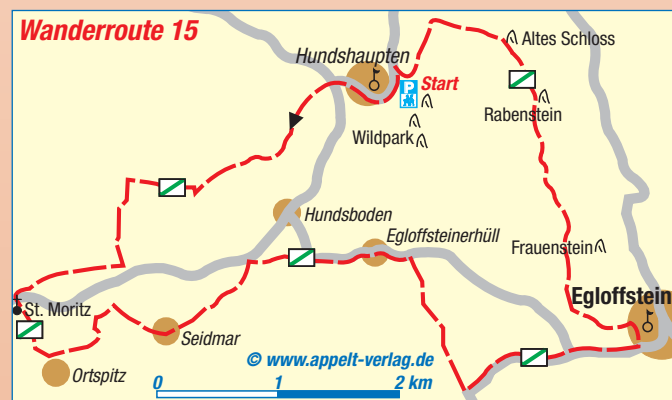 Wanderroute 15
Altes Schloss
Hundshaupten
P
Start
Rabenstein
Wildpark
Hundsboden
Egloffsteinerhüll
Frauenstein
Egloffstein
St. Moritz
Seidmar
Ortspitz
© www.appelt-verlag.de
0 1 2 km